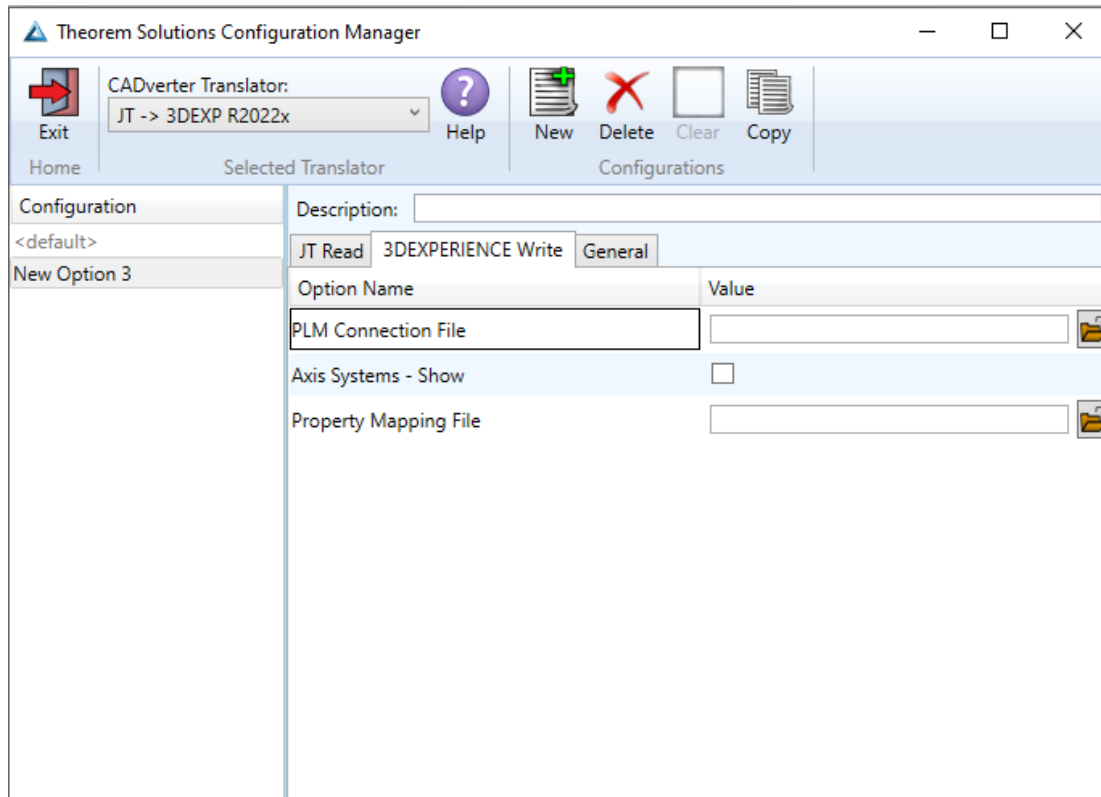 Theorem Solutions Configuration Manager
CADverter Translator:
JT -> 3DEXP R2022x
Exit
Help
New
Delete
Clear
Copy
Home
Selected Translator
Configurations
Configuration
Description:
<default>
JT Read
3DEXPERIENCE Write
General
New Option 3
Option Name
Value
PLM Connection File
Axis Systems - Show
Property Mapping File